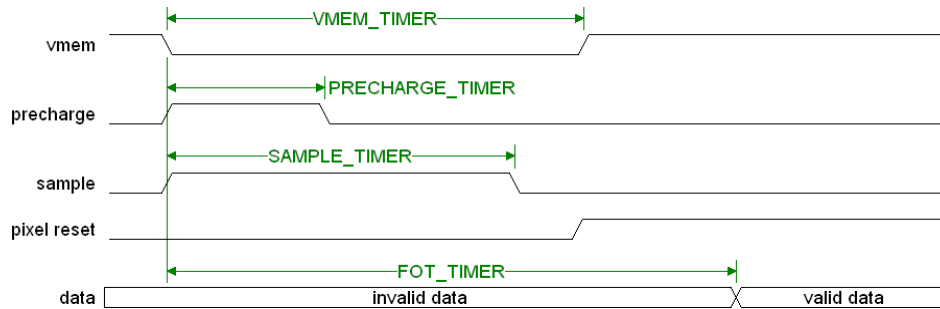 VMEM_TIMER
vmem
PRECHARGE_TIMER
precharge
SAMPLE_TIMER
sample
pixel reset
FOT_TIMER
data invalid data valid data